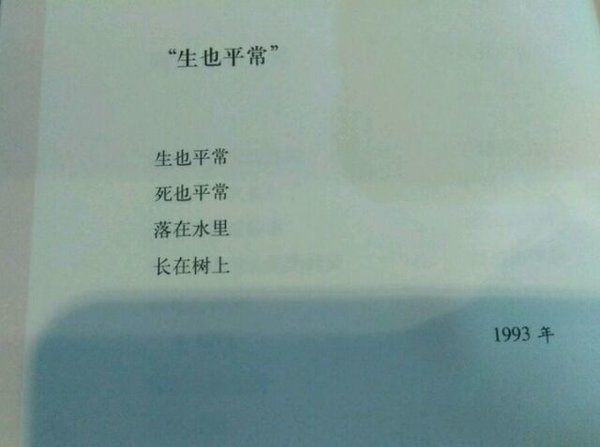 “生也平常”
生也平常
死也平常
落在水里
长在树上
1993 年